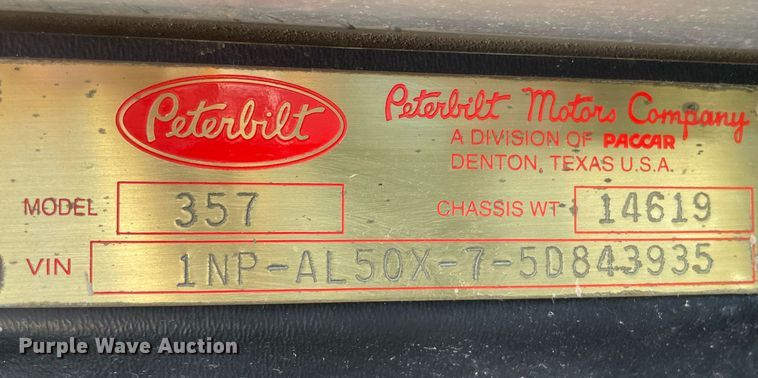 Peterbilt
Peterbilt Motors Company
A DIVISION OF PACCAR
DENTON, TEXAS U.S.A.
MODEL 357
CHASSIS WT 14619
VIN 1NP-AL50X-7-5D843935
Purple Wave Auction